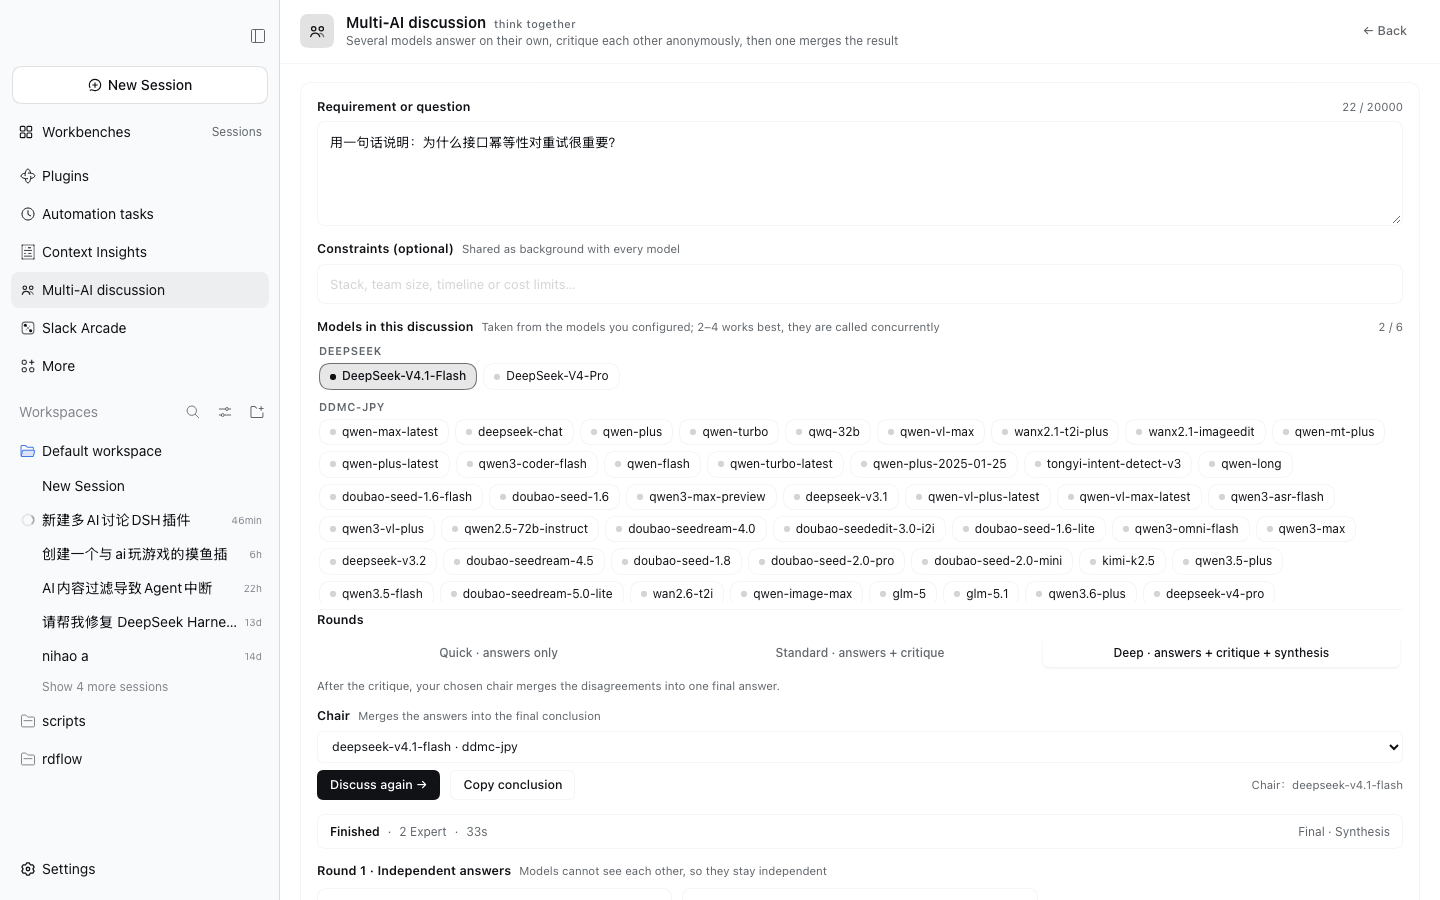 New Session
Workbenches Sessions
Plugins
Automation tasks
Context Insights
Multi-AI discussion
Slack Arcade
More
Workspaces
Default workspace
New Session
新建多AI讨论DSH插件 46min
创建一个与ai玩游戏的摸鱼插 6h
AI内容过滤导致Agent中断 22h
请帮我修复 DeepSeek Harne... 13d
nihao a 14d
Show 4 more sessions
scripts
rdflow
Settings
Multi-AI discussion think together
Several models answer on their own, critique each other anonymously, then one merges the result
← Back
Requirement or question 22 / 20000
用一句话说明：为什么接口幂等性对重试很重要?
Constraints (optional) Shared as background with every model
Stack, team size, timeline or cost limits...
Models in this discussion Taken from the models you configured; 2–4 works best, they are called concurrently 2 / 6
DEEPSEEK
DeepSeek-V4.1-Flash DeepSeek-V4-Pro
DDMC-JPY
qwen-max-latest deepseek-chat qwen-plus qwen-turbo qwq-32b qwen-vl-max wanx2.1-t2i-plus wanx2.1-imageedit qwen-mt-plus
qwen-plus-latest qwen3-coder-flash qwen-flash qwen-turbo-latest qwen-plus-2025-01-25 tongyi-intent-detect-v3 qwen-long
doubao-seed-1.6-flash doubao-seed-1.6 qwen3-max-preview deepseek-v3.1 qwen-vl-plus-latest qwen-vl-max-latest qwen3-asr-flash
qwen3-vl-plus qwen2.5-72b-instruct doubao-seedream-4.0 doubao-seededit-3.0-i2i doubao-seed-1.6-lite qwen3-omni-flash qwen3-max
deepseek-v3.2 doubao-seedream-4.5 doubao-seed-1.8 doubao-seed-2.0-pro doubao-seed-2.0-mini kimi-k2.5 qwen3.5-plus
qwen3.5-flash doubao-seedream-5.0-lite wan2.6-t2i qwen-image-max glm-5 glm-5.1 qwen3.6-plus deepseek-v4-pro
Rounds
Quick · answers only Standard · answers + critique Deep · answers + critique + synthesis
After the critique, your chosen chair merges the disagreements into one final answer.
Chair Merges the answers into the final conclusion
deepseek-v4.1-flash · ddmc-jpy
Discuss again → Copy conclusion Chair：deepseek-v4.1-flash
Finished · 2 Expert · 33s Final · Synthesis
Round 1 · Independent answers Models cannot see each other, so they stay independent